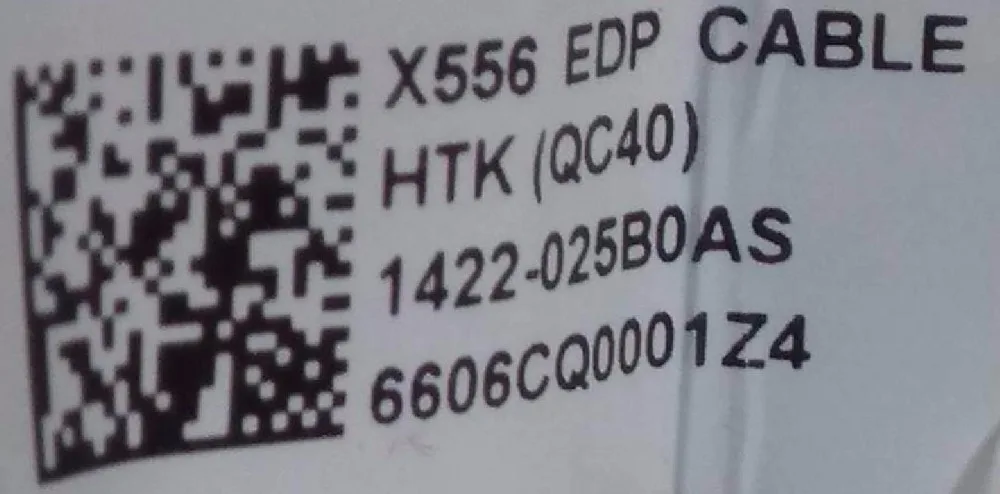 X556 EDP CABLE
HTK (QC40)
1422-025B0AS
6606CQ0001Z4